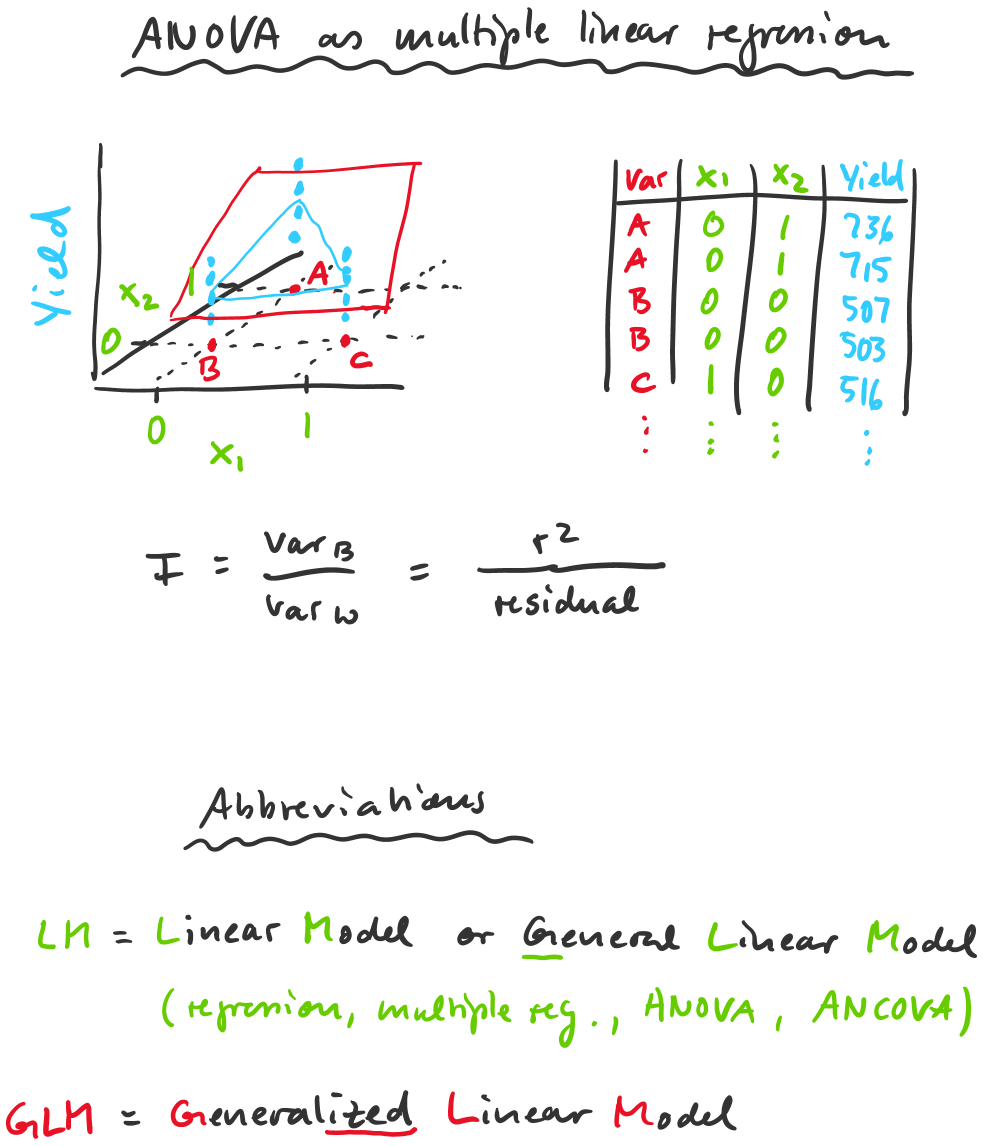 ANOVA as multiple linear regression
Yield
X₂
1
0
A
B
C
0
1
X₁
Var X₁ X₂ Yield
A 0 1 736
A 0 1 715
B 0 0 507
B 0 0 503
C 1 0 516
⋮ ⋮ ⋮ ⋮
F = var B / var W = r² / residual
Abbreviations
LM = Linear Model or General Linear Model
(regression, multiple reg., ANOVA, ANCOVA)
GLM = Generalized Linear Model